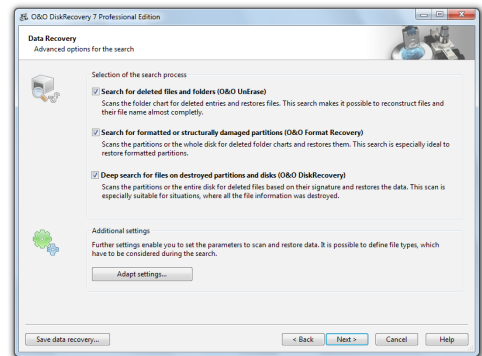 O&O DiskRecovery 7 Professional Edition
Data Recovery
Advanced options for the search
Selection of the search process
Search for deleted files and folders (O&O UnErase)
Scans the folder chart for deleted entries and restores files. This search makes it possible to reconstruct files and
their file name almost completly.
Search for formatted or structurally damaged partitions (O&O Format Recovery)
Scans the partitions or the whole disk for deleted folder charts and restores them. This search is especially ideal to
restore formatted partitions.
Deep search for files on destroyed partitions and disks (O&O DiskRecovery)
Scans the partitions or the entire disk for deleted files based on their signature and restores the data. This scan is
especially suitable for situations, where all the file information was destroyed.
Additional settings
Further settings enable you to set the parameters to scan and restore data. It is possible to define file types, which
have to be considered during the search.
Adapt settings...
Save data recovery... < Back Next > Cancel Help